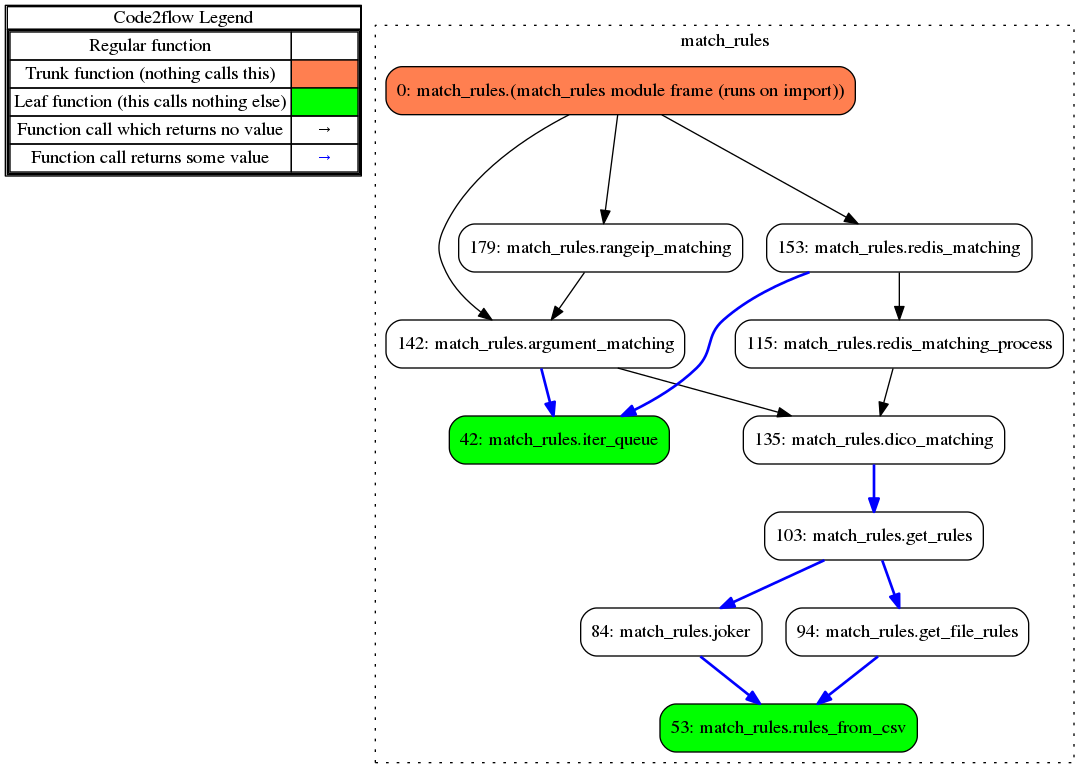 Code2flow Legend
Regular function
Trunk function (nothing calls this)
Leaf function (this calls nothing else)
Function call which returns no value →
Function call returns some value →
match_rules
0: match_rules.(match_rules module frame (runs on import))
179: match_rules.rangeip_matching
153: match_rules.redis_matching
142: match_rules.argument_matching
115: match_rules.redis_matching_process
42: match_rules.iter_queue
135: match_rules.dico_matching
103: match_rules.get_rules
84: match_rules.joker
94: match_rules.get_file_rules
53: match_rules.rules_from_csv